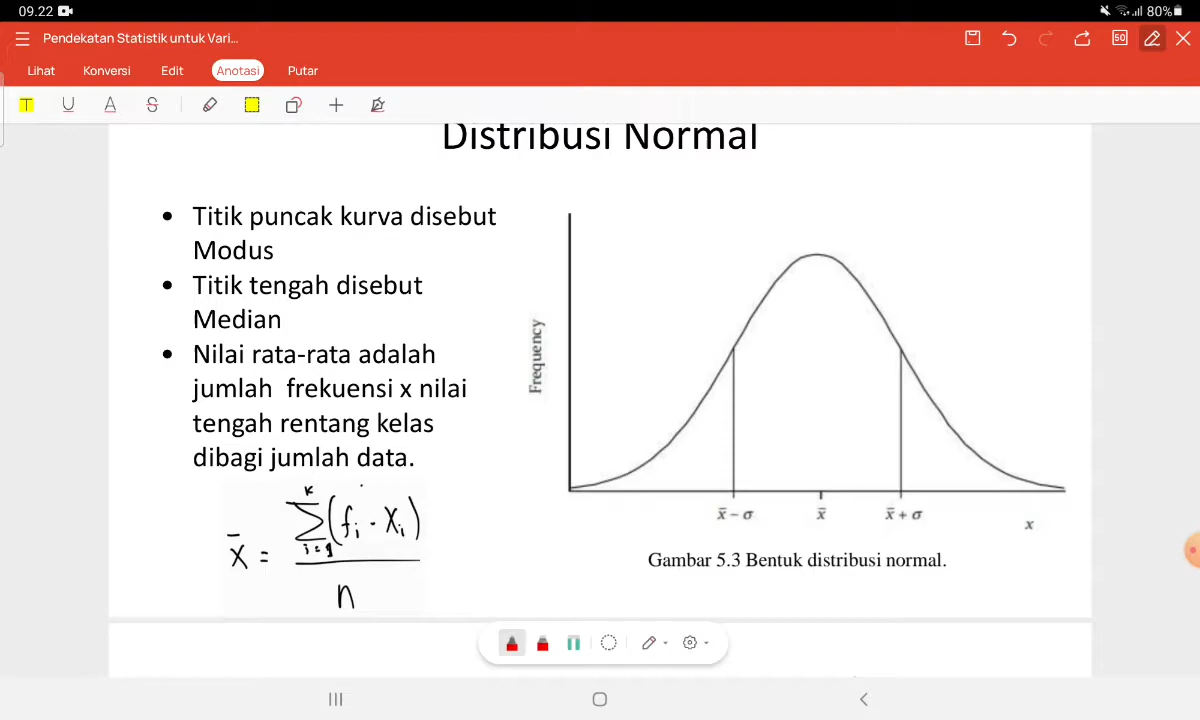 09.22
80%
Pendekatan Statistik untuk Vari...
50
Lihat
Konversi
Edit
Anotasi
Putar
T U A S
Distribusi Normal
• Titik puncak kurva disebut
Modus
• Titik tengah disebut
Median
• Nilai rata-rata adalah
jumlah frekuensi x nilai
tengah rentang kelas
dibagi jumlah data.
x̄ = Σ (fi · Xi)
k
i=1
n
Frequency
x̄ – σ
x̄
x̄ + σ
x
Gambar 5.3 Bentuk distribusi normal.